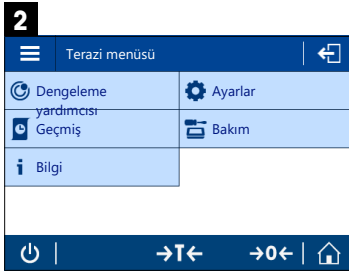 2
Terazi menüsü
Dengeleme
yardımcısı
Ayarlar
Geçmiş
Bakım
Bilgi
→T←
→0←